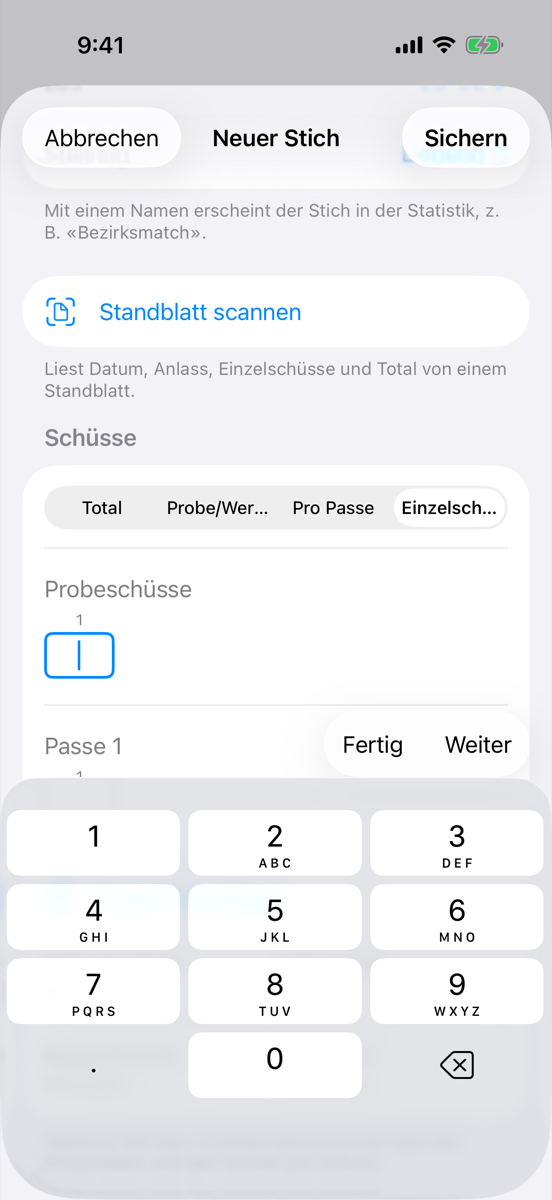 9:41
Abbrechen
Neuer Stich
Sichern
Mit einem Namen erscheint der Stich in der Statistik, z.
B. «Bezirksmatch».
Standblatt scannen
Liest Datum, Anlass, Einzelschüsse und Total von einem
Standblatt.
Schüsse
Total
Probe/Wer...
Pro Passe
Einzelsch...
Probeschüsse
1
Passe 1
Fertig
Weiter
1
1
2
ABC
3
DEF
4
GHI
5
JKL
6
MNO
7
PQRS
8
TUV
9
WXYZ
.
0